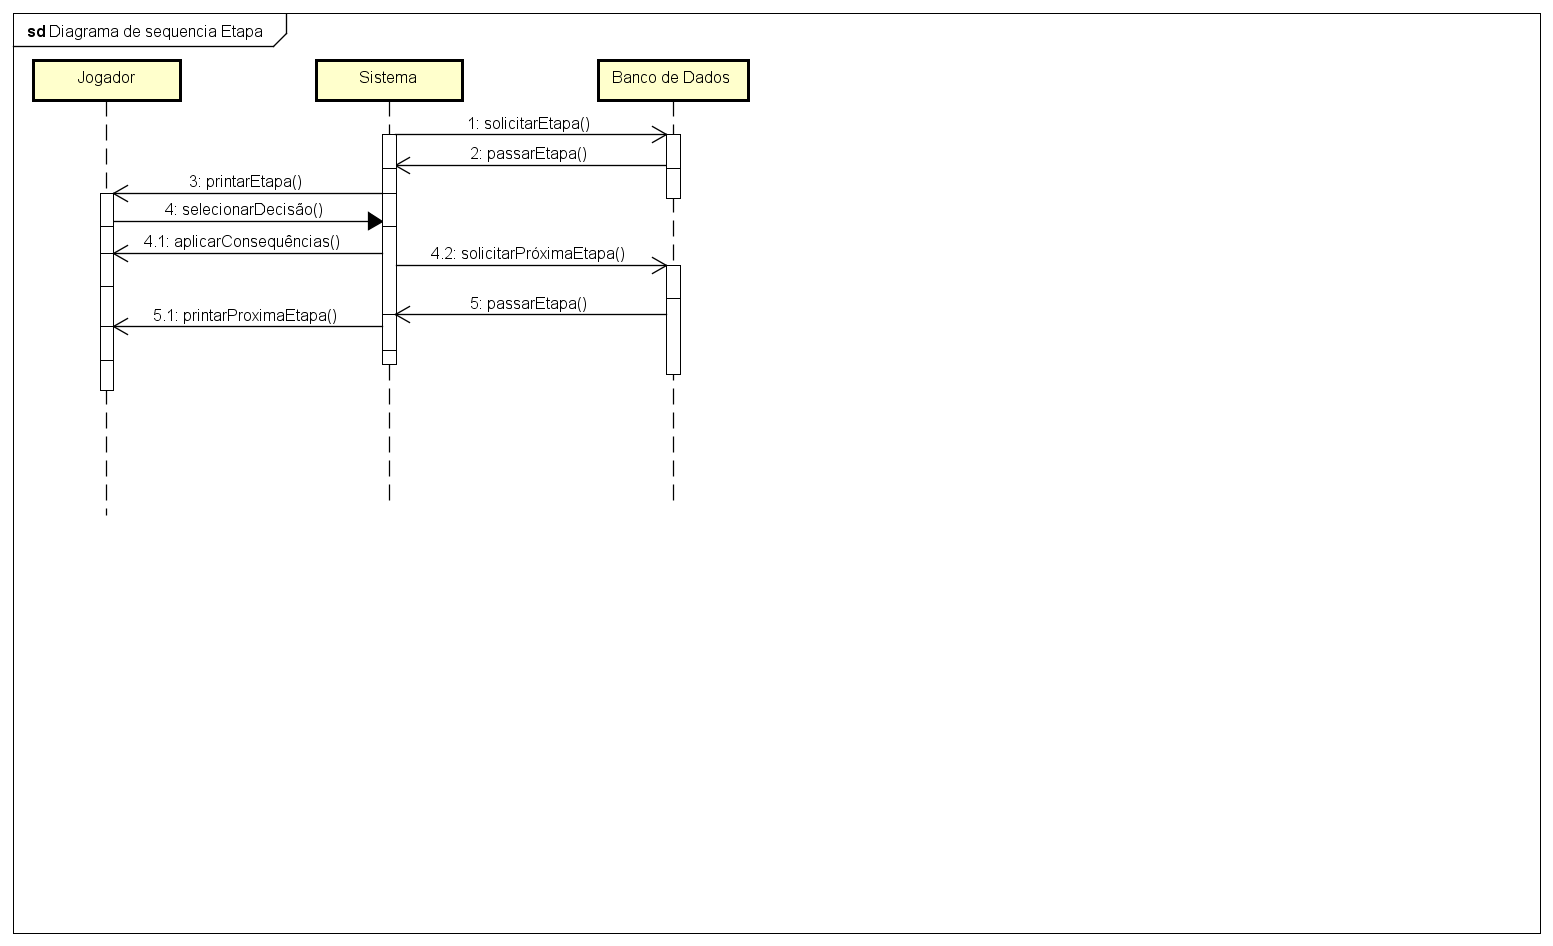 sd Diagrama de sequencia Etapa
Jogador
Sistema
Banco de Dados
1: solicitarEtapa()
2: passarEtapa()
3: printarEtapa()
4: selecionarDecisão()
4.1: aplicarConsequências()
4.2: solicitarPróximaEtapa()
5: passarEtapa()
5.1: printarProximaEtapa()